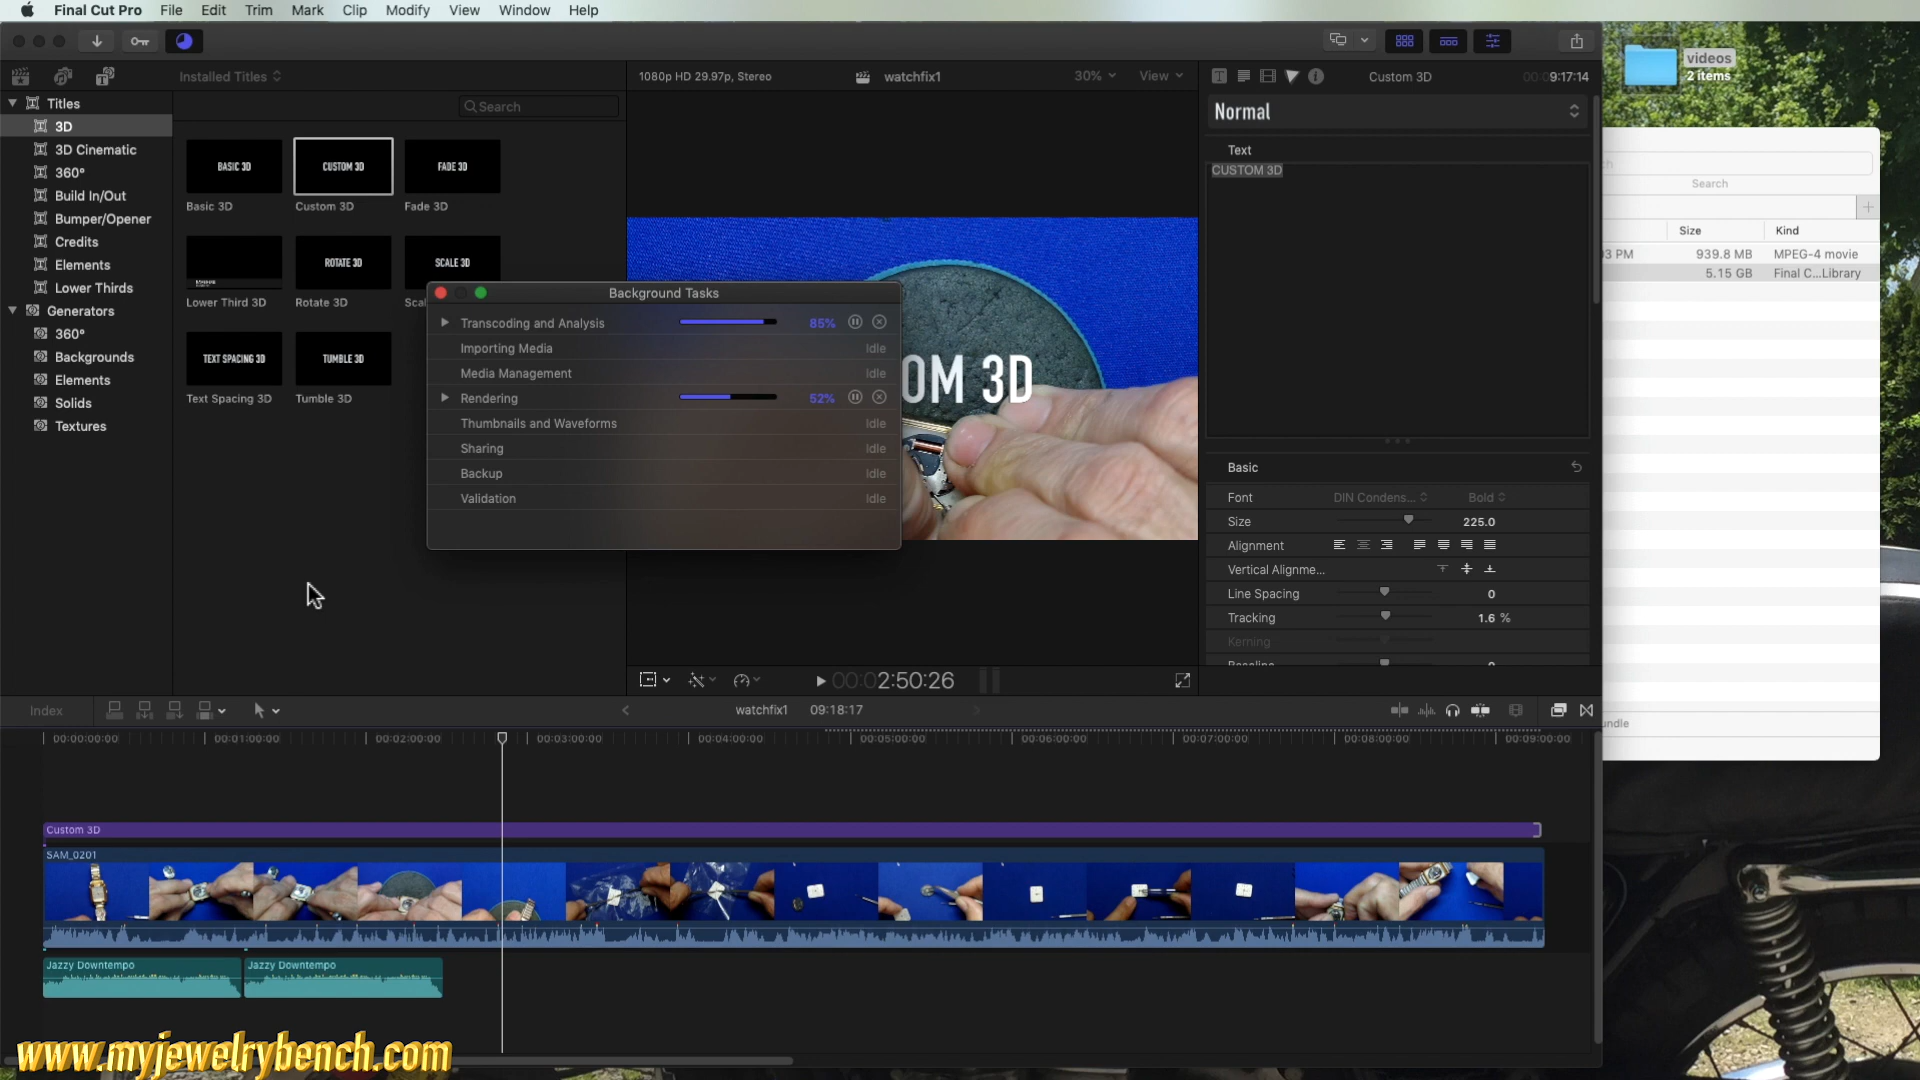 Final Cut Pro File Edit Trim Mark Clip Modify View Window Help
Installed Titles
1080p HD 29.97p, Stereo
watchfix1
30%
View
Custom 3D
9:17:14
videos
2 items
Titles
3D
3D Cinematic
360°
Build In/Out
Bumper/Opener
Credits
Elements
Lower Thirds
Generators
360°
Backgrounds
Elements
Solids
Textures
Search
BASIC 3D
CUSTOM 3D
FADE 3D
Basic 3D
Custom 3D
Fade 3D
ROTATE 3D
SCALE 3D
Lower Third 3D
Rotate 3D
Scal
TEXT SPACING 3D
TUMBLE 3D
Text Spacing 3D
Tumble 3D
Background Tasks
Transcoding and Analysis 85%
Importing Media Idle
Media Management Idle
Rendering 52%
Thumbnails and Waveforms Idle
Sharing Idle
Backup Idle
Validation Idle
OM 3D
Normal
Text
CUSTOM 3D
Basic
Font DIN Condens... Bold
Size 225.0
Alignment
Vertical Alignme...
Line Spacing 0
Tracking 1.6 %
Kerning
Baseline 0
Search
Size Kind
03 PM 939.8 MB MPEG-4 movie
5.15 GB Final C...Library
undle
00:02:50:26
Index
watchfix1 09:18:17
00:00:00:00 00:01:00:00 00:02:00:00 00:03:00:00 00:04:00:00 00:05:00:00 00:06:00:00 00:07:00:00 00:08:00:00 00:09:00:00
Custom 3D
SAM_0201
Jazzy Downtempo Jazzy Downtempo
www.myjewelrybench.com